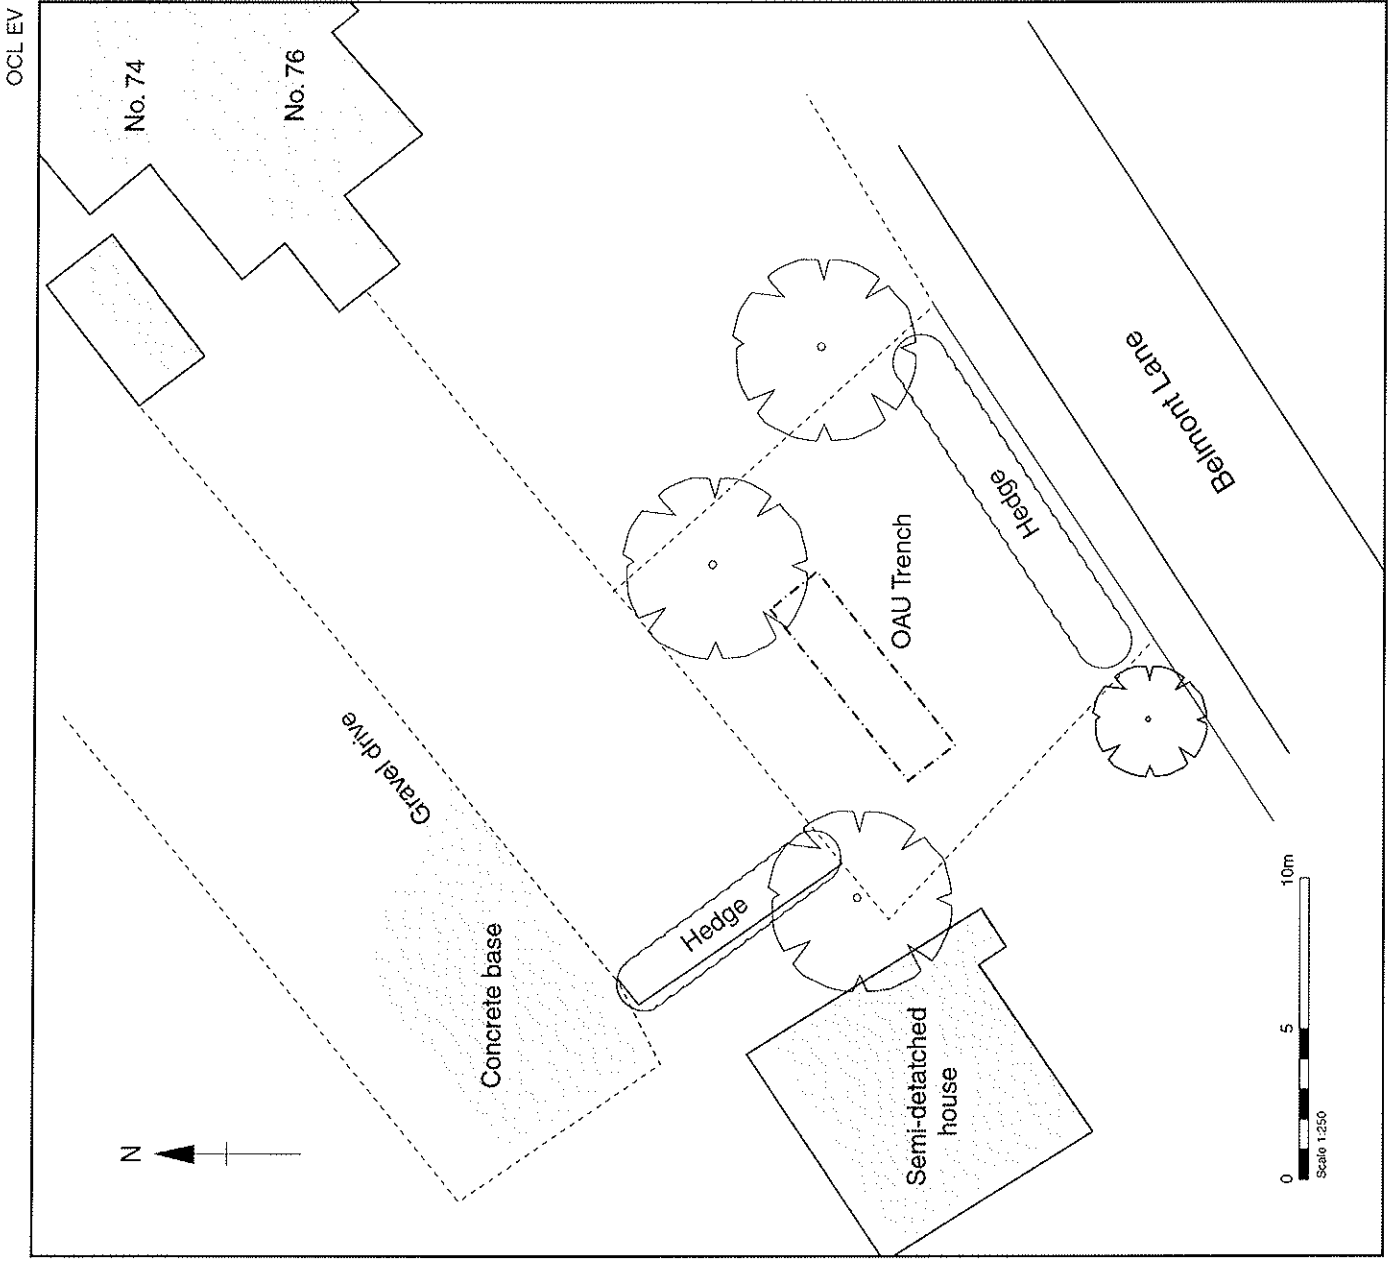 OCL EV
No. 74
No. 76
Gravel drive
Belmont Lane
Hedge
OAU Trench
Concrete base
Hedge
Semi-detatched
house
N
0 5 10m
Scale 1:250